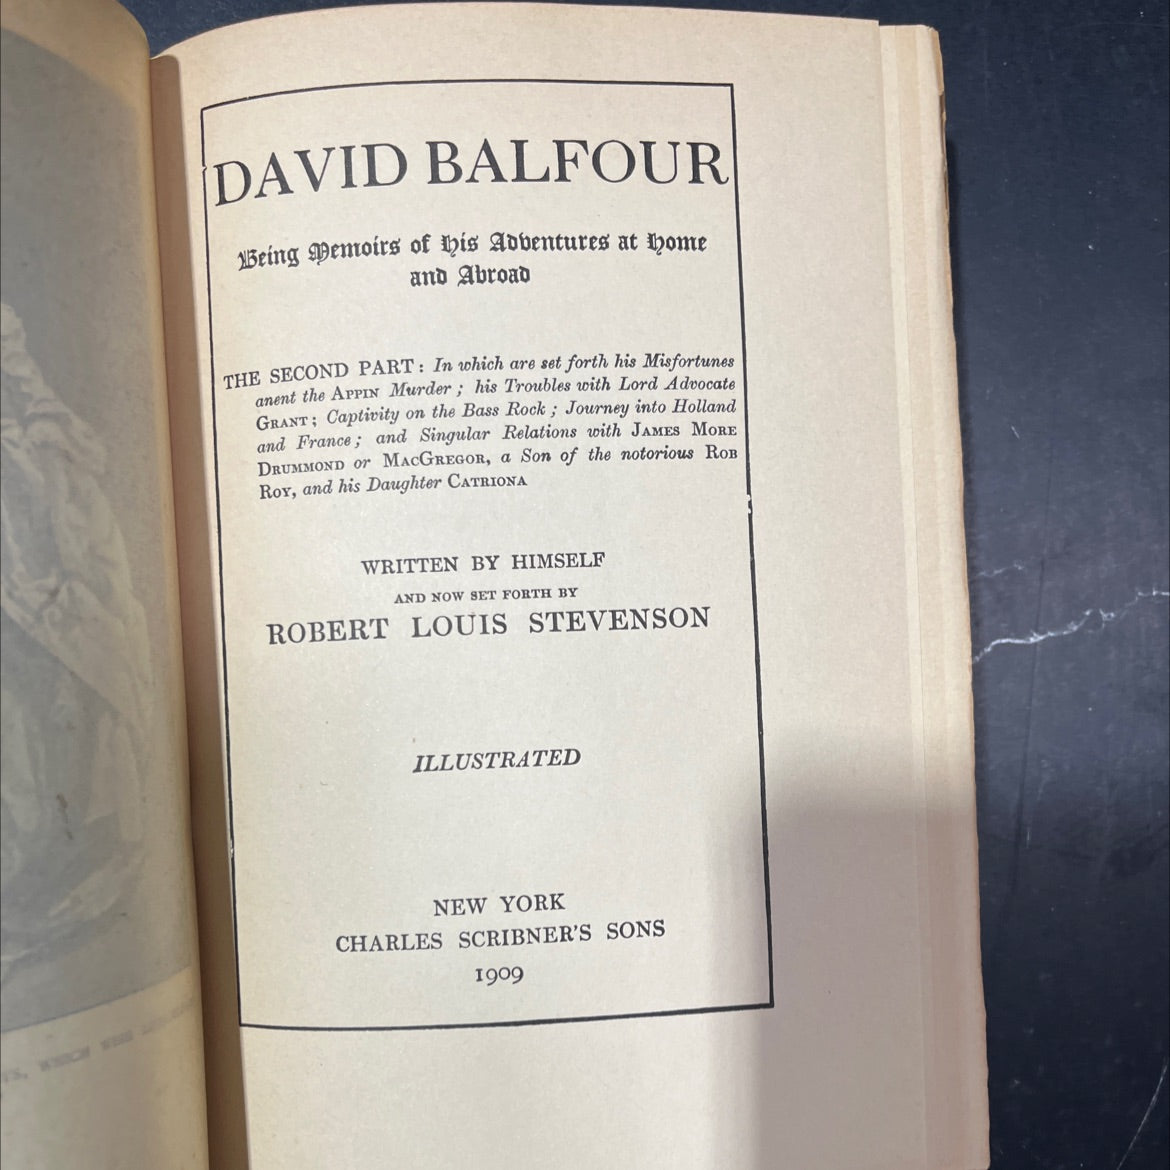 DAVID BALFOUR
Being Memoirs of His Adventures at Home
and Abroad
THE SECOND PART: In which are set forth his Misfortunes
anent the APPIN Murder; his Troubles with Lord Advocate
GRANT; Captivity on the Bass Rock; Journey into Holland
and France; and Singular Relations with JAMES MORE
DRUMMOND or MACGREGOR, a Son of the notorious ROB
ROY, and his Daughter CATRIONA
WRITTEN BY HIMSELF
AND NOW SET FORTH BY
ROBERT LOUIS STEVENSON
ILLUSTRATED
NEW YORK
CHARLES SCRIBNER'S SONS
1909
WHICH WERE